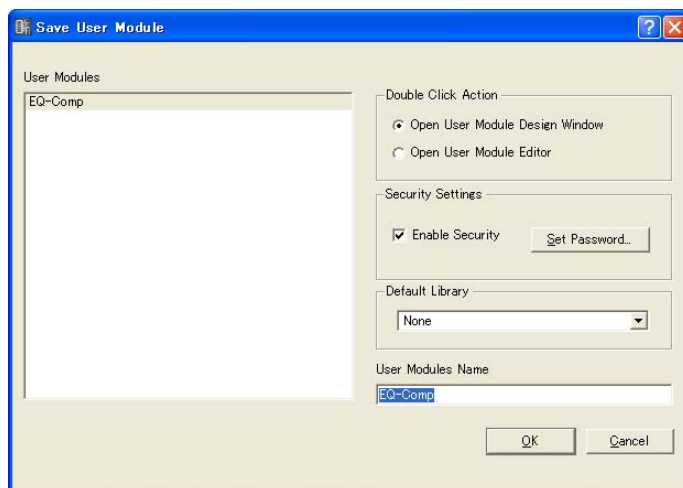 Save User Module
User Modules
EQ-Comp
Double Click Action
Open User Module Design Window
Open User Module Editor
Security Settings
Enable Security
Set Password...
Default Library
None
User Modules Name
EQ-Comp
OK
Cancel